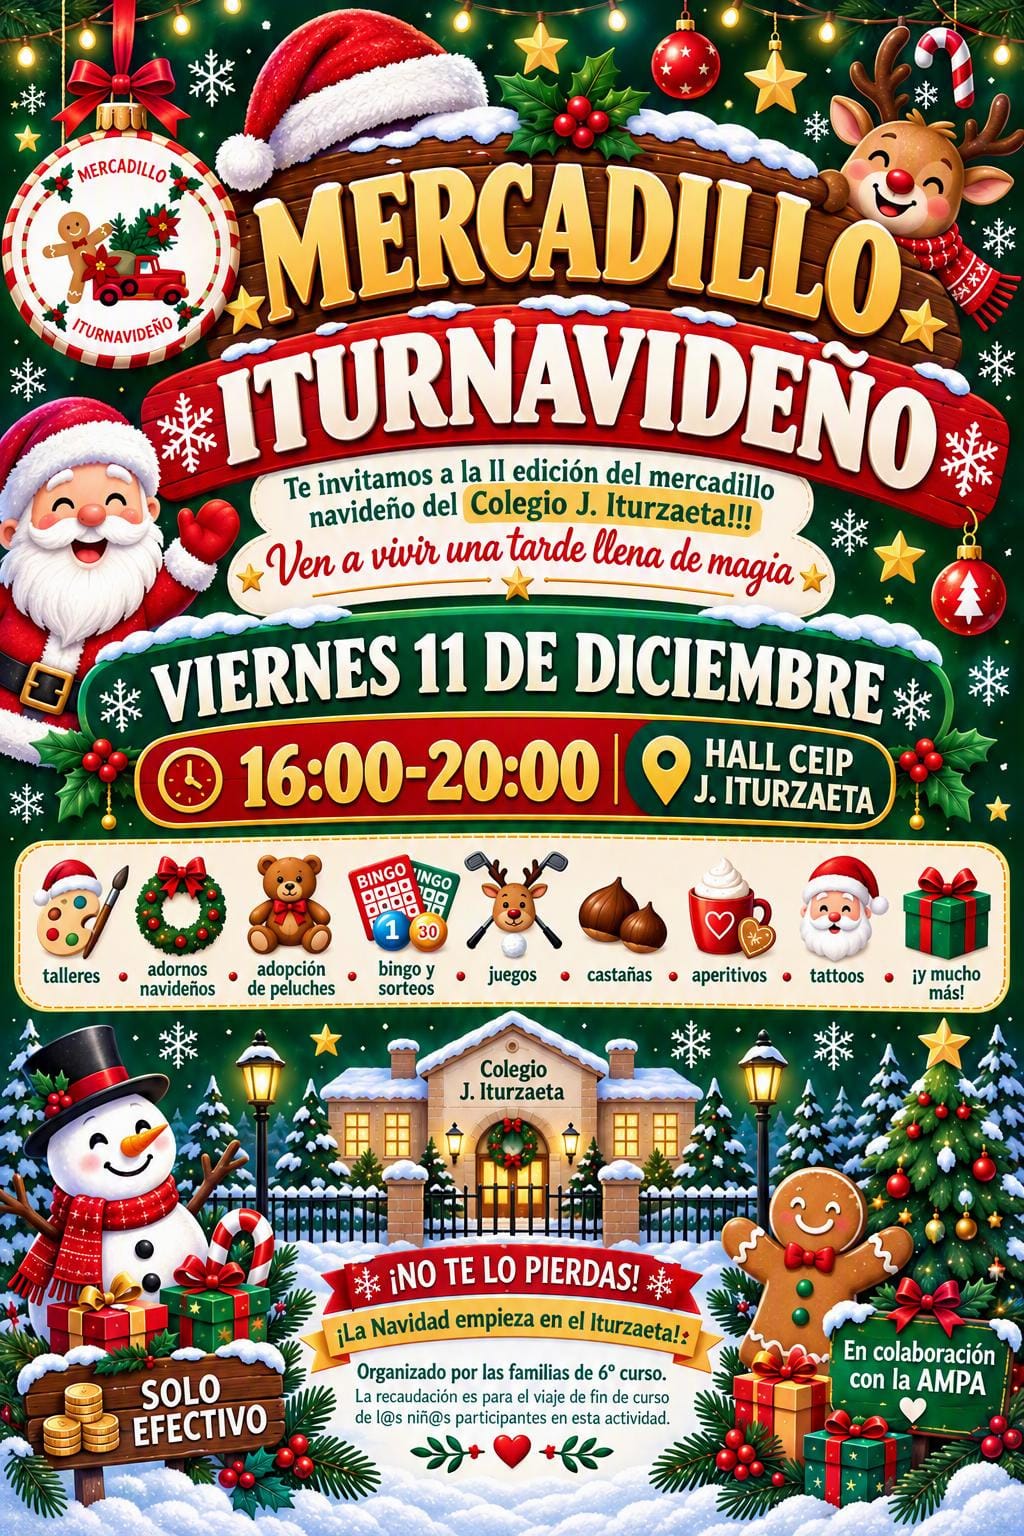 MERCADILLO
ITURNAVIDEÑO
MERCADILLO
ITURNAVIDEÑO
Te invitamos a la II edición del mercadillo
navideño del Colegio J. Iturzaeta!!!
Ven a vivir una tarde llena de magia
VIERNES 11 DE DICIEMBRE
16:00-20:00
HALL CEIP
J. ITURZAETA
BINGO
INGO
1
30
talleres
adornos
navideños
adopción
de peluches
bingo y
sorteos
juegos
castañas
aperitivos
tattoos
¡y mucho
más!
Colegio
J. Iturzaeta
¡NO TE LO PIERDAS!
¡La Navidad empieza en el Iturzaeta!
Organizado por las familias de 6º curso.
La recaudación es para el viaje de fin de curso
de l@s niñ@s participantes en esta actividad.
SOLO
EFECTIVO
En colaboración
con la AMPA